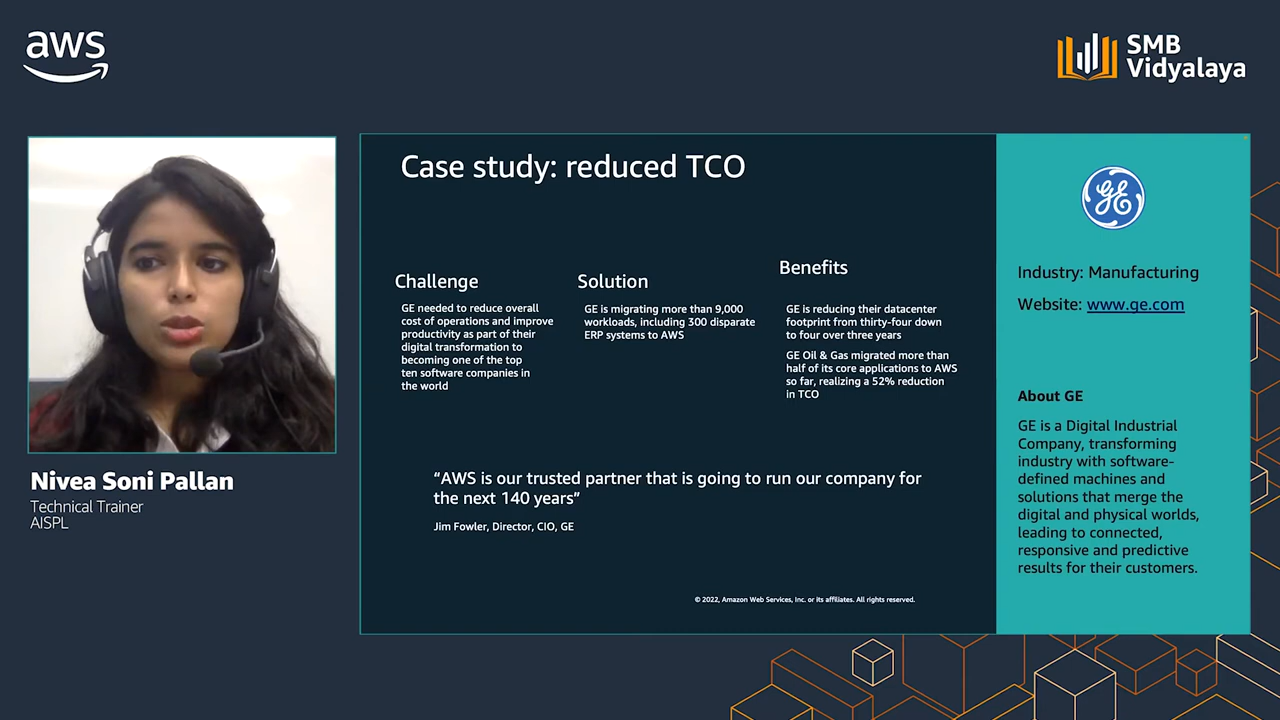 aws
SMB
Vidyalaya
Nivea Soni Pallan
Technical Trainer
AISPL
Case study: reduced TCO
Challenge
GE needed to reduce overall
cost of operations and improve
productivity as part of their
digital transformation to
becoming one of the top
ten software companies in
the world
Solution
GE is migrating more than 9,000
workloads, including 300 disparate
ERP systems to AWS
Benefits
GE is reducing their datacenter
footprint from thirty-four down
to four over three years
GE Oil & Gas migrated more than
half of its core applications to AWS
so far, realizing a 52% reduction
in TCO
“AWS is our trusted partner that is going to run our company for
the next 140 years”
Jim Fowler, Director, CIO, GE
© 2022, Amazon Web Services, Inc. or its affiliates. All rights reserved.
GE
Industry: Manufacturing
Website: www.ge.com
About GE
GE is a Digital Industrial
Company, transforming
industry with software-
defined machines and
solutions that merge the
digital and physical worlds,
leading to connected,
responsive and predictive
results for their customers.